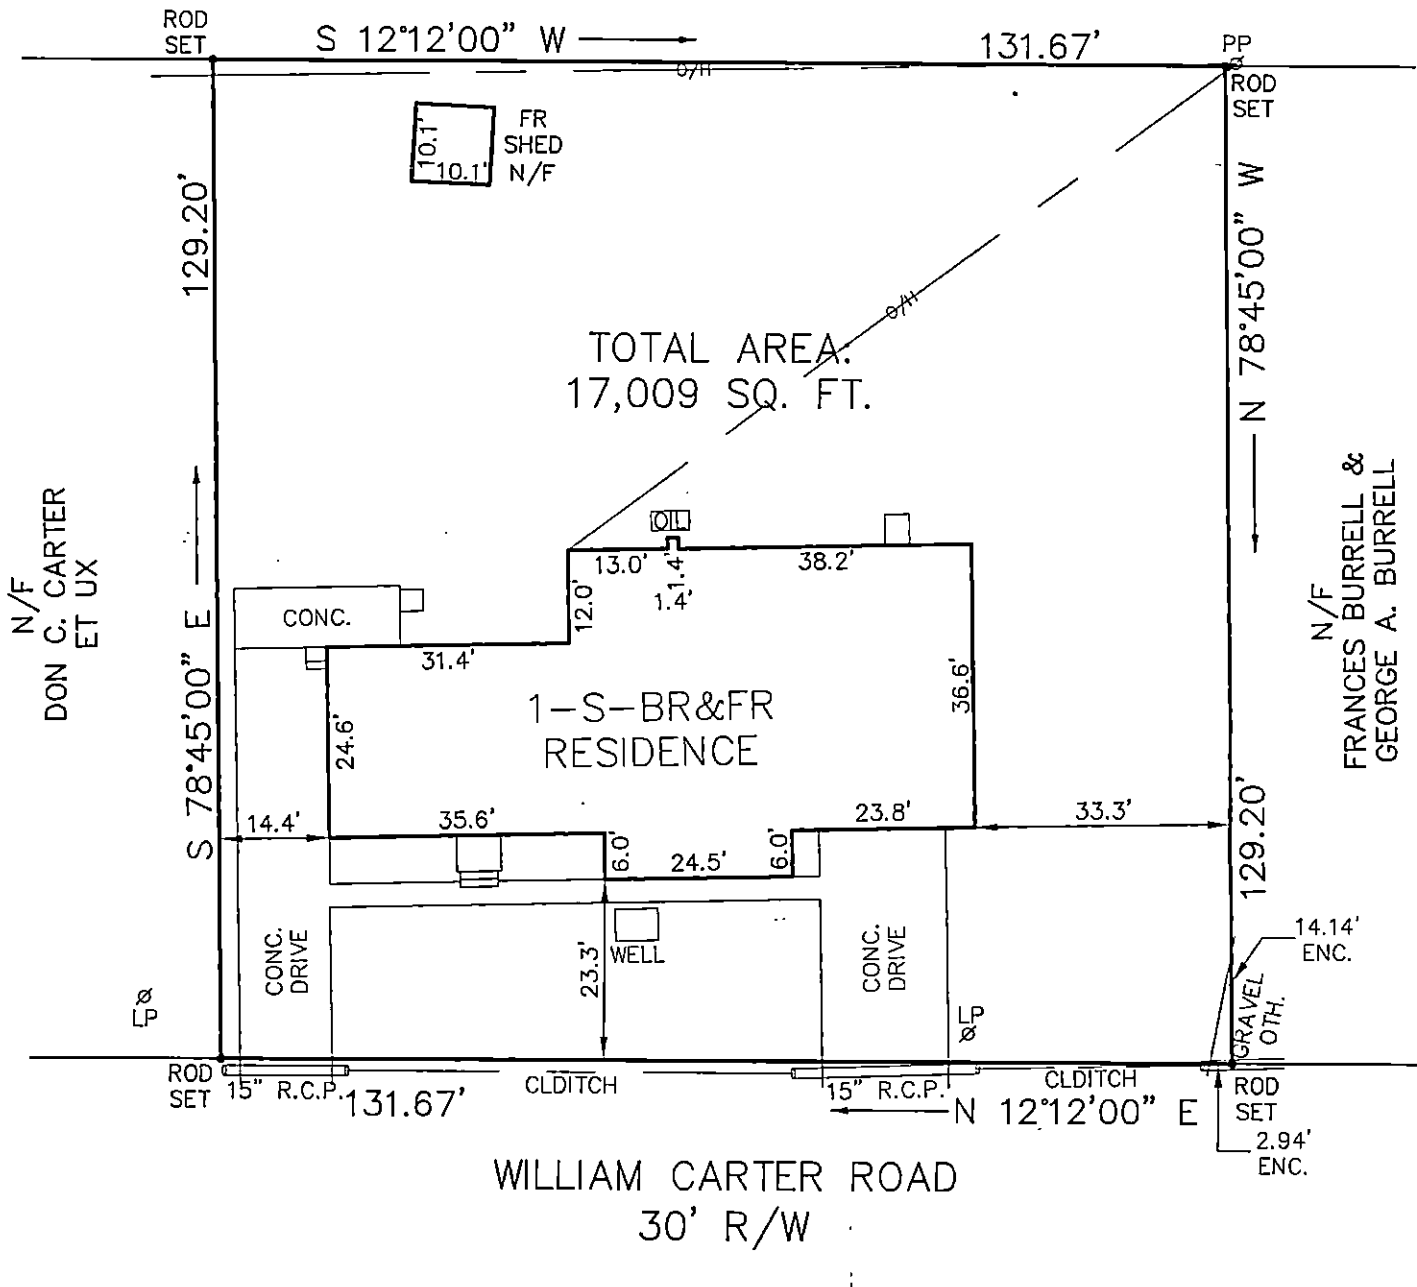 ROD
SET
S 12°12'00" W
131.67'
PP
ROD
SET
O/H
FR
SHED
N/F
10.1'
10.1'
129.20'
N 78°45'00" W
O/H
TOTAL AREA:
17,009 SQ. FT.
N/F
DON C. CARTER
ET UX
S 78°45'00" E
N/F
FRANCES BURRELL &
GEORGE A. BURRELL
OIL
13.0'
1.4'
1.4'
38.2'
12.0'
CONC.
31.4'
36.6'
24.6'
1-S-BR&FR
RESIDENCE
14.4'
35.6'
6.0'
24.5'
6.0'
23.8'
33.3'
129.20'
CONC.
DRIVE
23.3'
WELL
CONC.
DRIVE
14.14'
ENC.
GRAVEL
OTH.
LP
LP
ROD
SET
15" R.C.P.
131.67'
CLDITCH
15" R.C.P.
CLDITCH
N 12°12'00" E
ROD
SET
2.94'
ENC.
WILLIAM CARTER ROAD
30' R/W